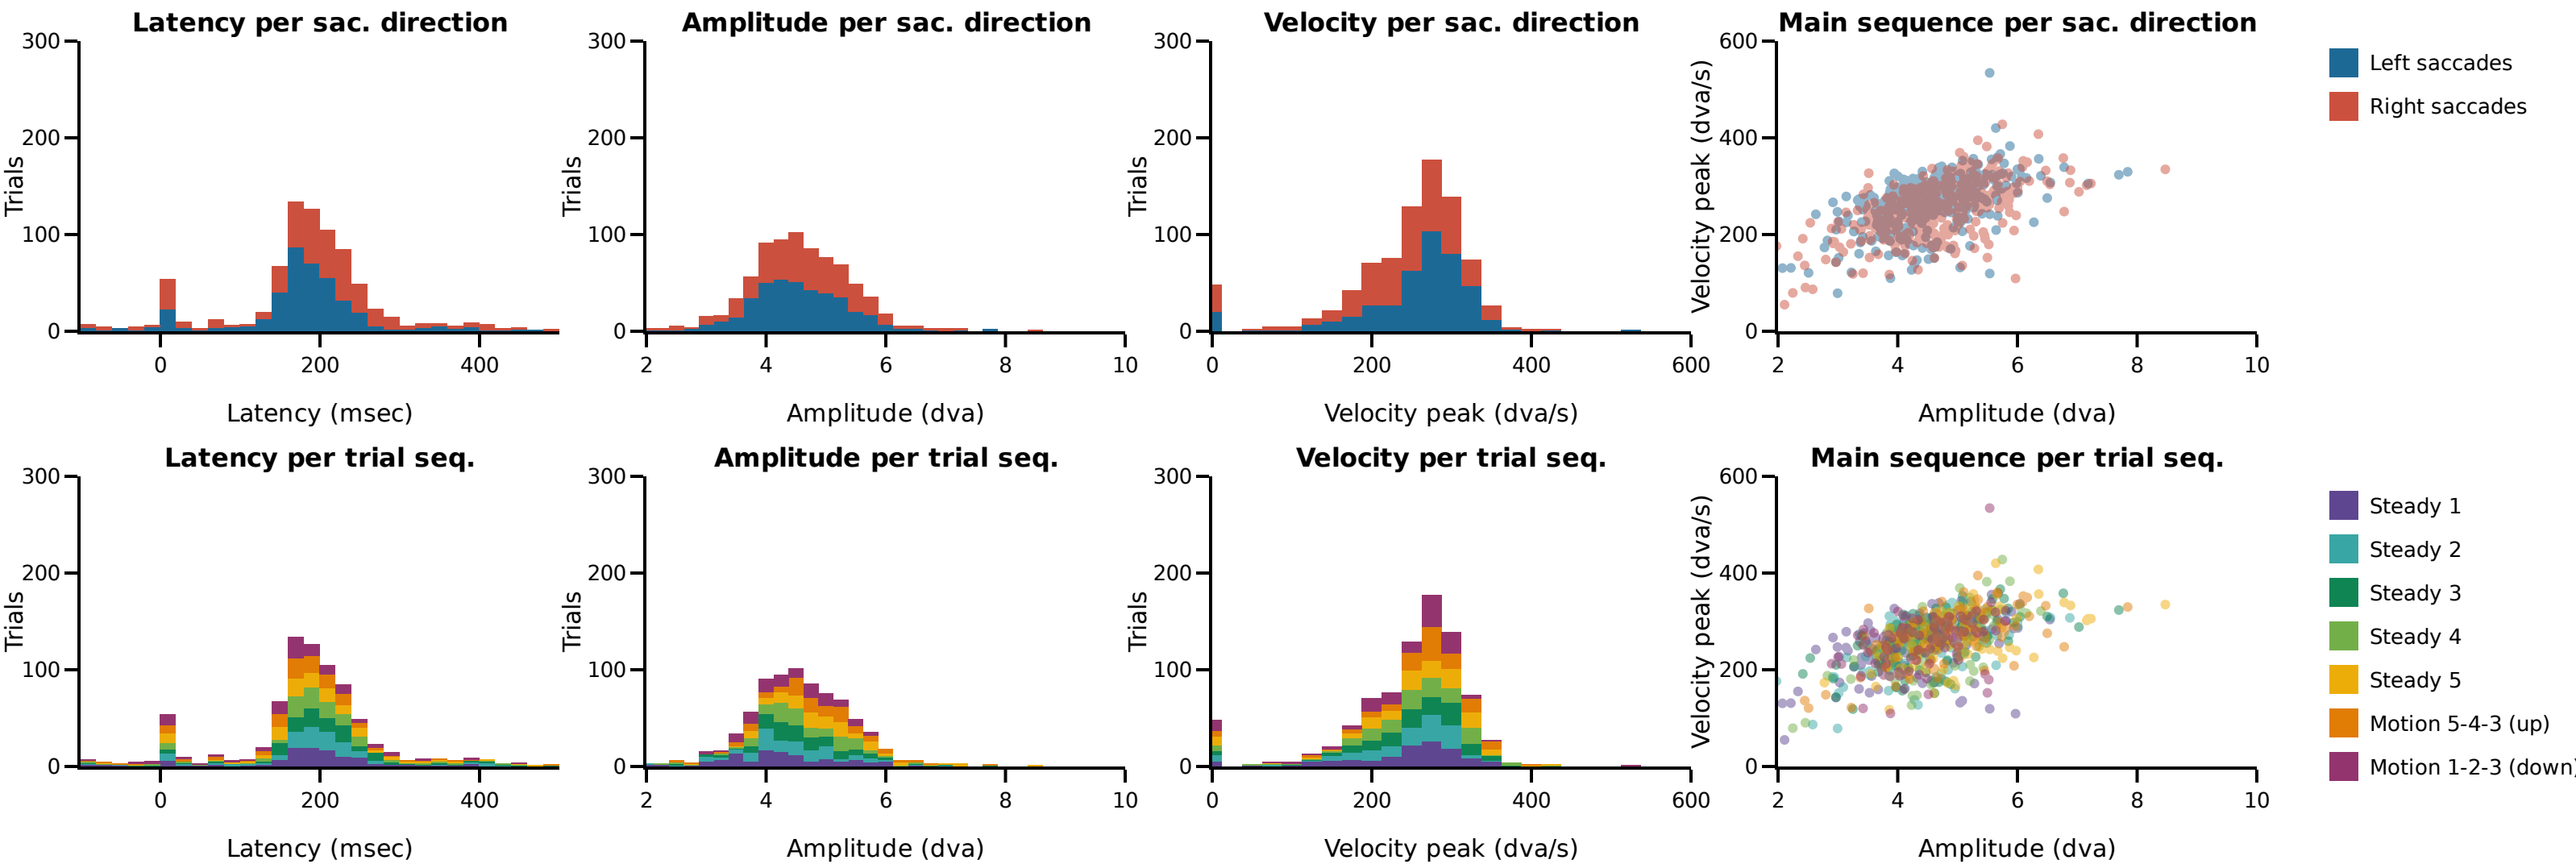 Latency per sac. direction
300
200
100
0
Trials
0 200 400
Latency (msec)
Amplitude per sac. direction
300
200
100
0
Trials
2 4 6 8 10
Amplitude (dva)
Velocity per sac. direction
300
200
100
0
Trials
0 200 400 600
Velocity peak (dva/s)
Main sequence per sac. direction
600
400
200
0
Velocity peak (dva/s)
2 4 6 8 10
Amplitude (dva)
Left saccades
Right saccades
Latency per trial seq.
300
200
100
0
Trials
0 200 400
Latency (msec)
Amplitude per trial seq.
300
200
100
0
Trials
2 4 6 8 10
Amplitude (dva)
Velocity per trial seq.
300
200
100
0
Trials
0 200 400 600
Velocity peak (dva/s)
Main sequence per trial seq.
600
400
200
0
Velocity peak (dva/s)
2 4 6 8 10
Amplitude (dva)
Steady 1
Steady 2
Steady 3
Steady 4
Steady 5
Motion 5-4-3 (up)
Motion 1-2-3 (down)